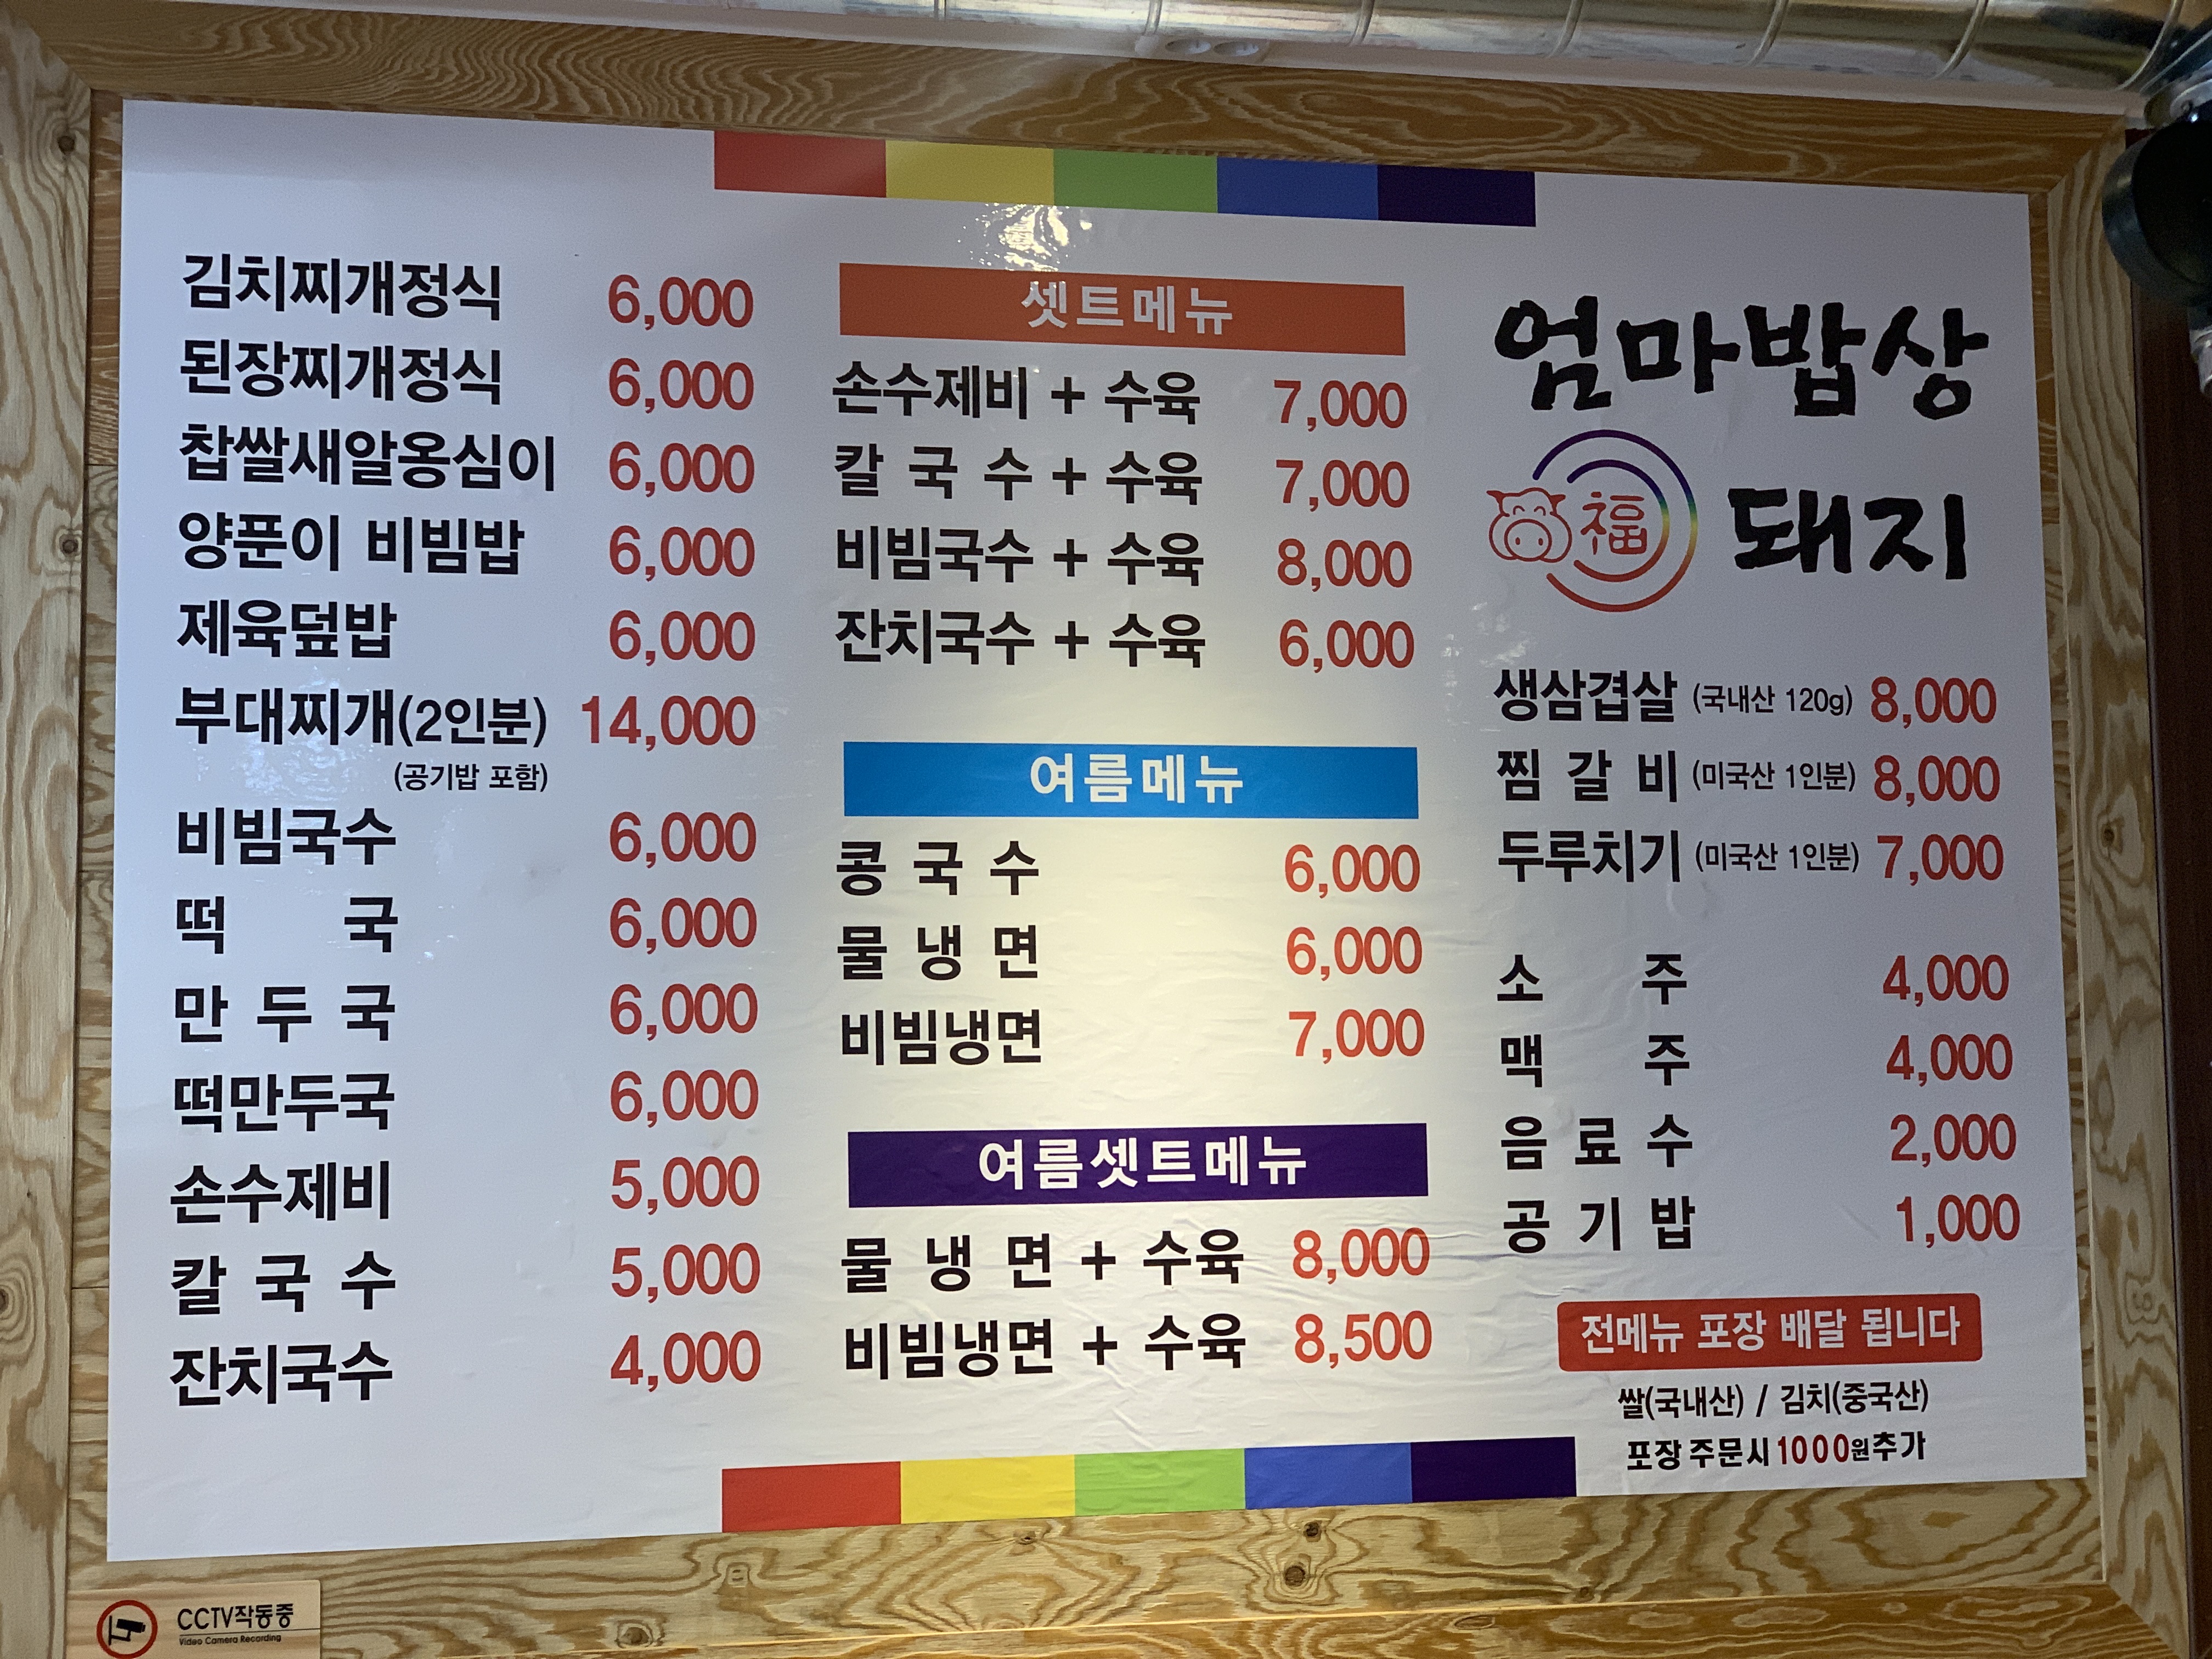 김치찌개정식 6,000
된장찌개정식 6,000
찹쌀새알옹심이 6,000
양푼이 비빔밥 6,000
제육덮밥 6,000
부대찌개(2인분) 14,000
(공기밥 포함)
비빔국수 6,000
떡국 6,000
만두국 6,000
떡만두국 6,000
손수제비 5,000
칼국수 5,000
잔치국수 4,000
셋트메뉴
손수제비 + 수육 7,000
칼국수 + 수육 7,000
비빔국수 + 수육 8,000
잔치국수 + 수육 6,000
여름메뉴
콩국수 6,000
물냉면 6,000
비빔냉면 7,000
여름셋트메뉴
물냉면 + 수육 8,000
비빔냉면 + 수육 8,500
엄마밥상
福 돼지
생삼겹살 (국내산 120g) 8,000
찜갈비 (미국산 1인분) 8,000
두루치기 (미국산 1인분) 7,000
소주 4,000
맥주 4,000
음료수 2,000
공기밥 1,000
전메뉴 포장 배달 됩니다
쌀(국내산) / 김치(중국산)
포장 주문시 1000원추가
CCTV작동중
Video Camera Recording